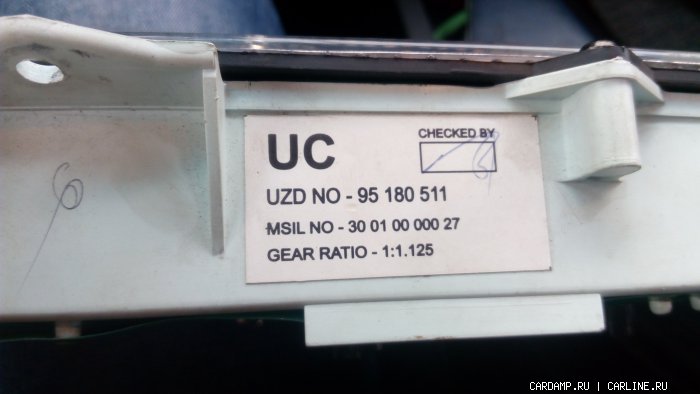 CHECKED BY
UC
UZD NO - 95 180 511
MSIL NO - 30 01 00 000 27
GEAR RATIO - 1:1.125
CARDAMP.RU | CARLINE.RU